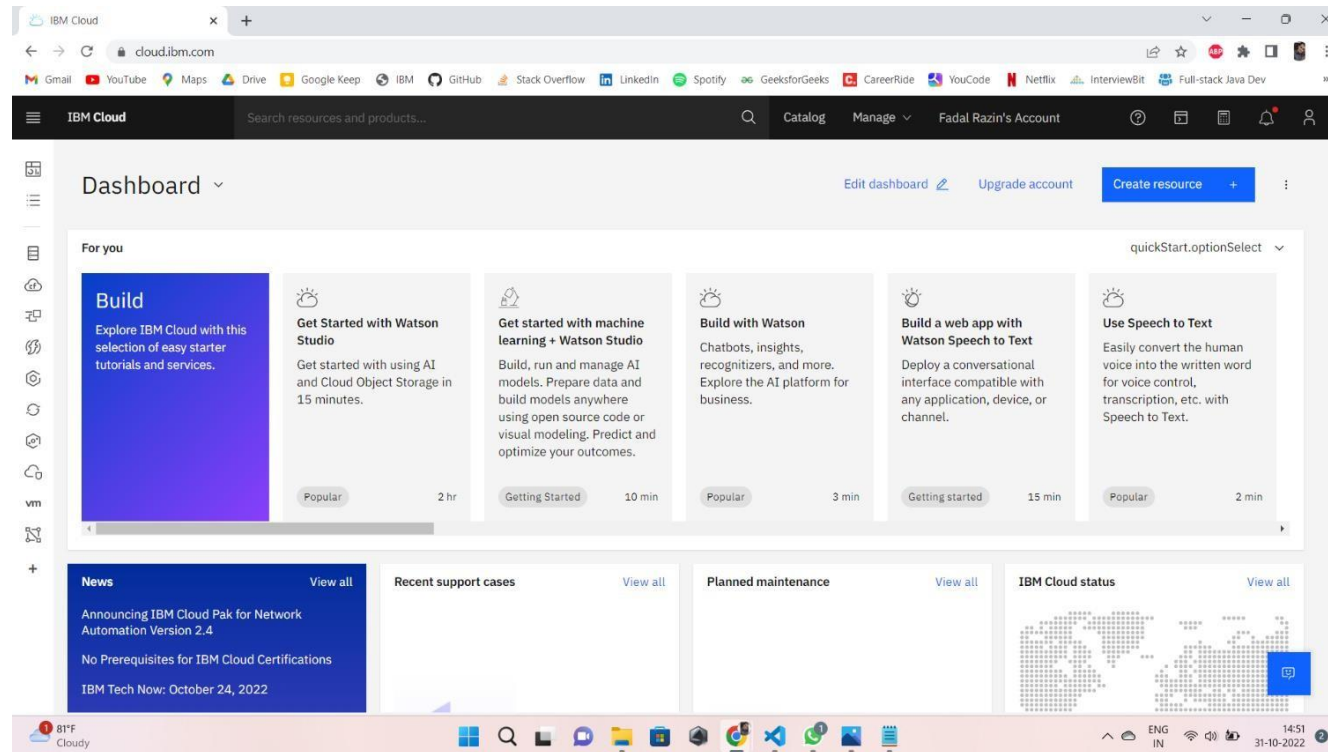 IBM Cloud
cloud.ibm.com
Gmail YouTube Maps Drive Google Keep IBM GitHub Stack Overflow LinkedIn Spotify GeeksforGeeks CareerRide YouCode Netflix InterviewBit Full-stack Java Dev
IBM Cloud Search resources and products... Catalog Manage Fadal Razin's Account
Dashboard Edit dashboard Upgrade account Create resource +
For you quickStart.optionSelect
Build
Explore IBM Cloud with this
selection of easy starter
tutorials and services.
Get Started with Watson
Studio
Get started with using AI
and Cloud Object Storage in
15 minutes.
Popular 2 hr
Get started with machine
learning + Watson Studio
Build, run and manage AI
models. Prepare data and
build models anywhere
using open source code or
visual modeling. Predict and
optimize your outcomes.
Getting Started 10 min
Build with Watson
Chatbots, insights,
recognitizers, and more.
Explore the AI platform for
business.
Popular 3 min
Build a web app with
Watson Speech to Text
Deploy a conversational
interface compatible with
any application, device, or
channel.
Getting started 15 min
Use Speech to Text
Easily convert the human
voice into the written word
for voice control,
transcription, etc. with
Speech to Text.
Popular 2 min
vm
News View all
Announcing IBM Cloud Pak for Network
Automation Version 2.4
No Prerequisites for IBM Cloud Certifications
IBM Tech Now: October 24, 2022
Recent support cases View all
Planned maintenance View all
IBM Cloud status View all
1 81°F
Cloudy
ENG
IN
14:51
31-10-2022
2